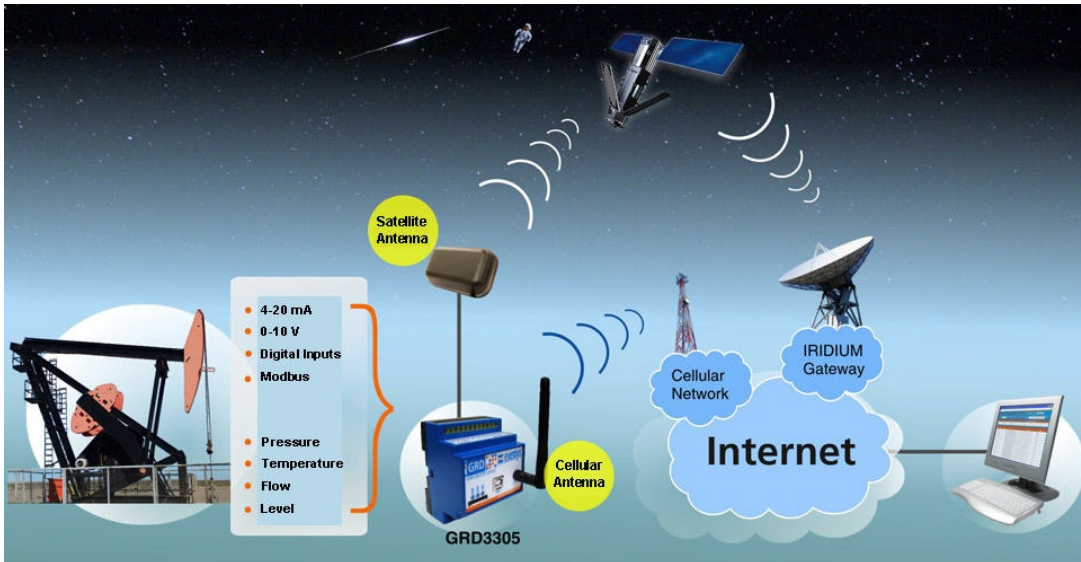 Satellite
Antenna
4-20 mA
0-10 V
Digital Inputs
Modbus
Pressure
Temperature
Flow
Level
GRD
Cellular
Antenna
GRD3305
Cellular
Network
IRIDIUM
Gateway
Internet